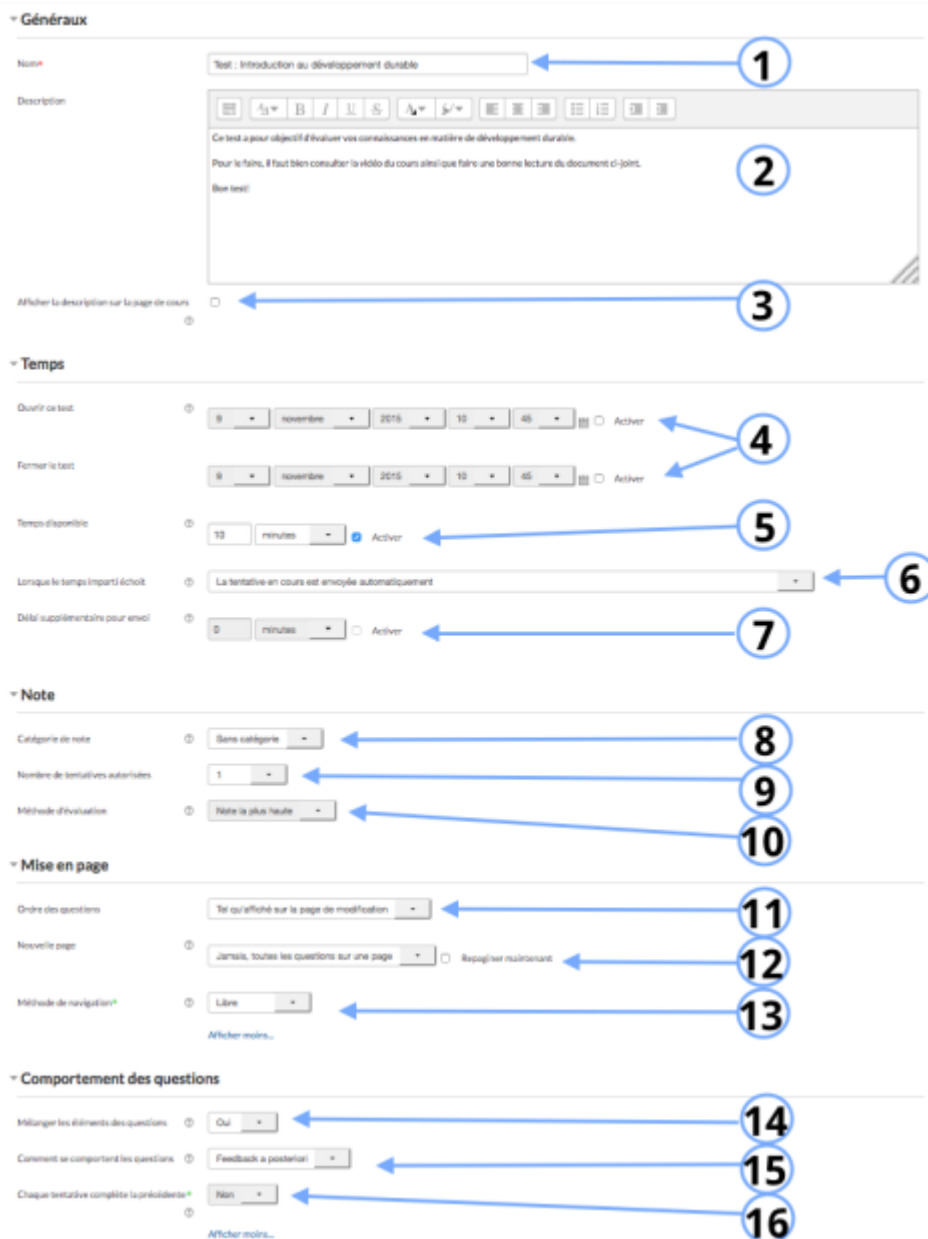 Généraux
Nom*
Test : Introduction au développement durable
1
Description
B I U S
Ce test a pour objectif d'évaluer vos connaissances en matière de développement durable.
Pour le faire, il faut bien consulter la vidéo du cours ainsi que faire une bonne lecture du document ci-joint.
Bon test!
2
Afficher la description sur la page de cours
3
Temps
Ouvrir ce test 9 novembre 2015 10 45 Activer
4
Fermer le test 9 novembre 2015 10 45 Activer
Temps disponible 10 minutes Activer
5
Lorsque le temps imparti échoit La tentative en cours est envoyée automatiquement
6
Délai supplémentaire pour envoi 0 minutes Activer
7
Note
Catégorie de note Sans catégorie
8
Nombre de tentatives autorisées 1
9
Méthode d'évaluation Note la plus haute
10
Mise en page
Ordre des questions Tel qu'affiché sur la page de modification
11
Nouvelle page Jamais, toutes les questions sur une page Repaginer maintenant
12
Méthode de navigation* Libre
13
Afficher moins...
Comportement des questions
Mélanger les éléments des questions Oui
14
Comment se comportent les questions Feedback a posteriori
15
Chaque tentative complète la précédente* Non
16
Afficher moins...